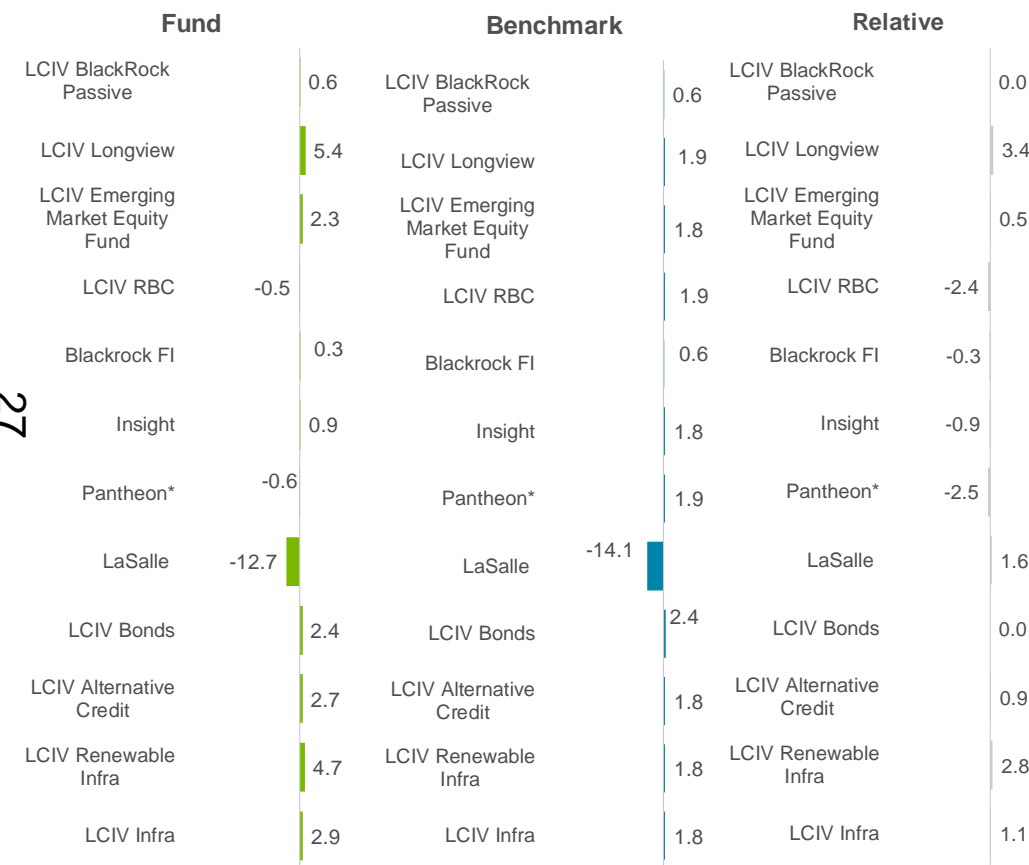 Fund
LCIV BlackRock
Passive
0.6
LCIV Longview
5.4
LCIV Emerging
Market Equity
Fund
2.3
LCIV RBC
-0.5
Blackrock FI
0.3
Insight
0.9
Pantheon*
-0.6
LaSalle
-12.7
LCIV Bonds
2.4
LCIV Alternative
Credit
2.7
LCIV Renewable
Infra
4.7
LCIV Infra
2.9
Benchmark
LCIV BlackRock
Passive
0.6
LCIV Longview
1.9
LCIV Emerging
Market Equity
Fund
1.8
LCIV RBC
1.9
Blackrock FI
0.6
Insight
1.8
Pantheon*
1.9
LaSalle
-14.1
LCIV Bonds
2.4
LCIV Alternative
Credit
1.8
LCIV Renewable
Infra
1.8
LCIV Infra
1.8
Relative
LCIV BlackRock
Passive
0.0
LCIV Longview
3.4
LCIV Emerging
Market Equity
Fund
0.5
LCIV RBC
-2.4
Blackrock FI
-0.3
Insight
-0.9
Pantheon*
-2.5
LaSalle
1.6
LCIV Bonds
0.0
LCIV Alternative
Credit
0.9
LCIV Renewable
Infra
2.8
LCIV Infra
1.1
27